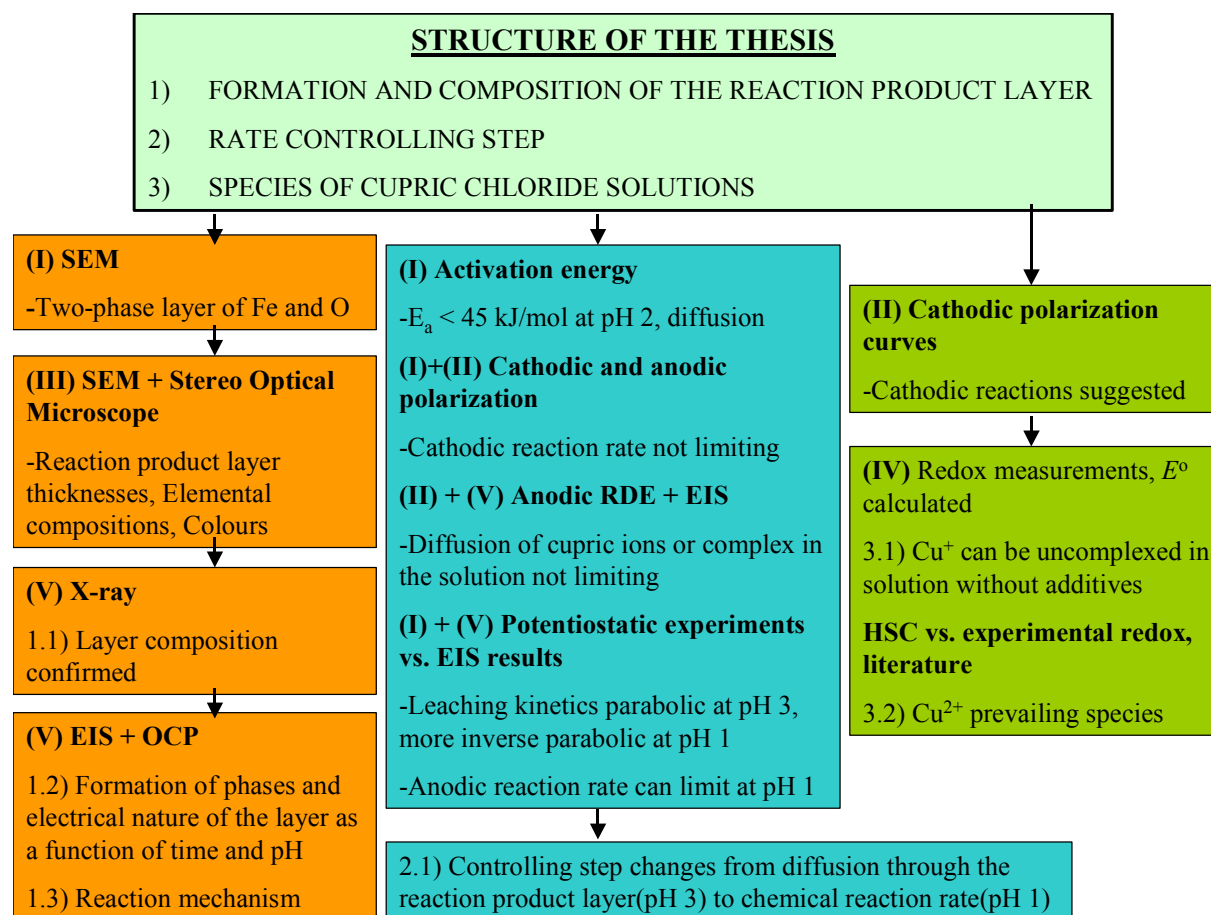 STRUCTURE OF THE THESIS
1) FORMATION AND COMPOSITION OF THE REACTION PRODUCT LAYER
2) RATE CONTROLLING STEP
3) SPECIES OF CUPRIC CHLORIDE SOLUTIONS
(I) SEM
-Two-phase layer of Fe and O
(III) SEM + Stereo Optical
Microscope
-Reaction product layer
thicknesses, Elemental
compositions, Colours
(V) X-ray
1.1) Layer composition
confirmed
(V) EIS + OCP
1.2) Formation of phases and
electrical nature of the layer as
a function of time and pH
1.3) Reaction mechanism
(I) Activation energy
-Ea < 45 kJ/mol at pH 2, diffusion
(I)+(II) Cathodic and anodic
polarization
-Cathodic reaction rate not limiting
(II) + (V) Anodic RDE + EIS
-Diffusion of cupric ions or complex in
the solution not limiting
(I) + (V) Potentiostatic experiments
vs. EIS results
-Leaching kinetics parabolic at pH 3,
more inverse parabolic at pH 1
-Anodic reaction rate can limit at pH 1
2.1) Controlling step changes from diffusion through the
reaction product layer(pH 3) to chemical reaction rate(pH 1)
(II) Cathodic polarization
curves
-Cathodic reactions suggested
(IV) Redox measurements, Eo
calculated
3.1) Cu+ can be uncomplexed in
solution without additives
HSC vs. experimental redox,
literature
3.2) Cu2+ prevailing species